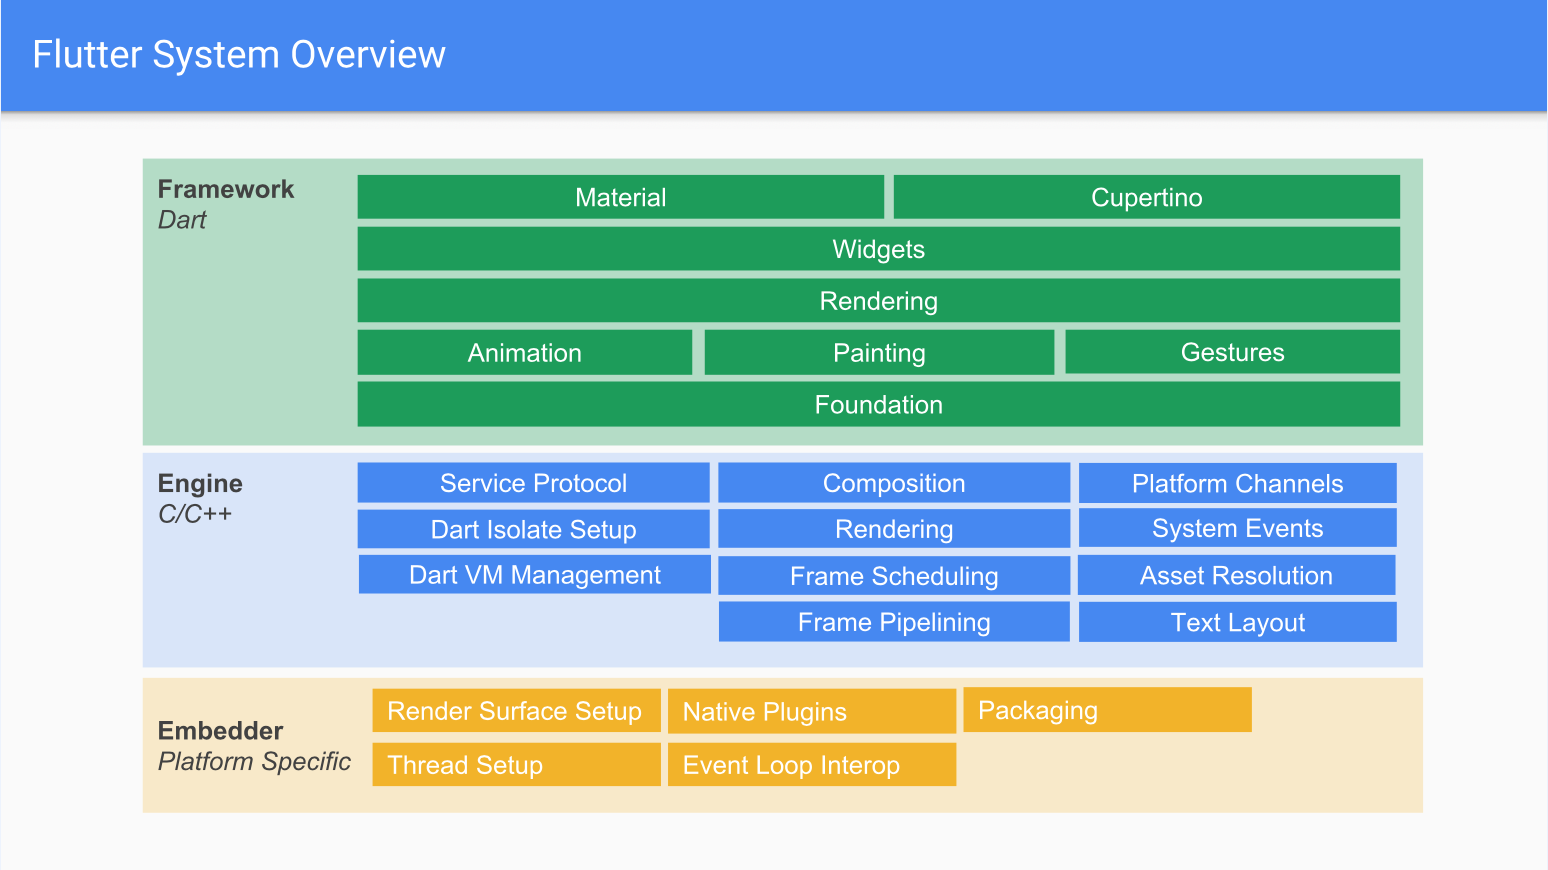 Flutter System Overview
Framework
Dart
Material
Cupertino
Widgets
Rendering
Animation
Painting
Gestures
Foundation
Engine
C/C++
Service Protocol
Composition
Platform Channels
Dart Isolate Setup
Rendering
System Events
Dart VM Management
Frame Scheduling
Asset Resolution
Frame Pipelining
Text Layout
Embedder
Platform Specific
Render Surface Setup
Native Plugins
Packaging
Thread Setup
Event Loop Interop